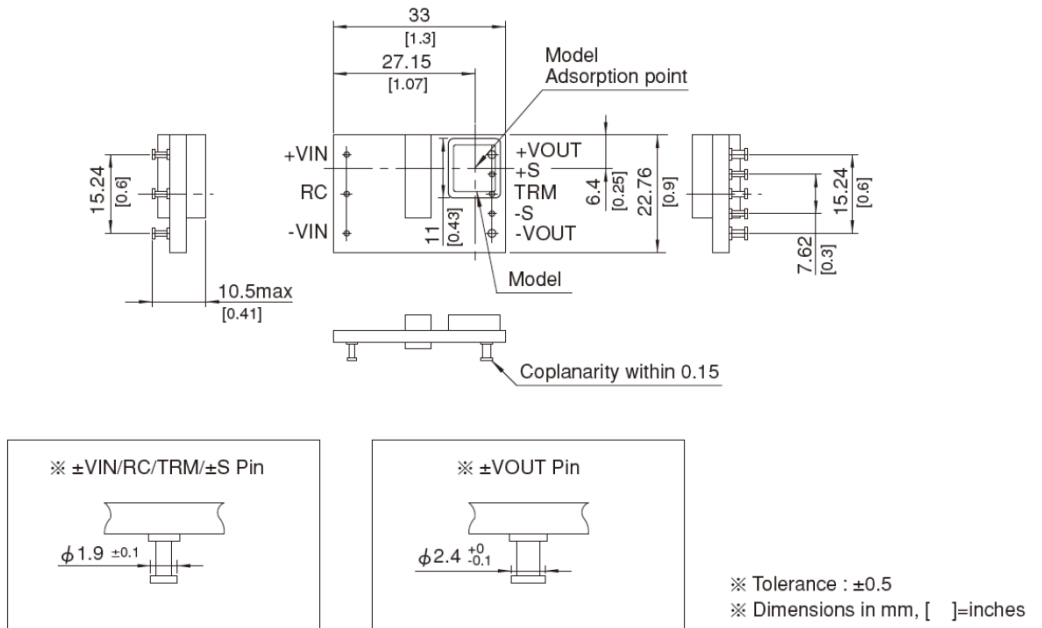 33
[1.3]
27.15
[1.07]
Model
Adsorption point
+VIN
RC
-VIN
15.24
[0.6]
10.5max
[0.41]
11
[0.43]
+VOUT
+S
TRM
-S
-VOUT
6.4
[0.25]
22.76
[0.9]
Model
15.24
[0.6]
7.62
[0.3]
Coplanarity within 0.15
※ ±VIN/RC/TRM/±S Pin
ϕ1.9 ±0.1
※ ±VOUT Pin
ϕ2.4 +0
-0.1
※ Tolerance : ±0.5
※ Dimensions in mm, [ ]=inches